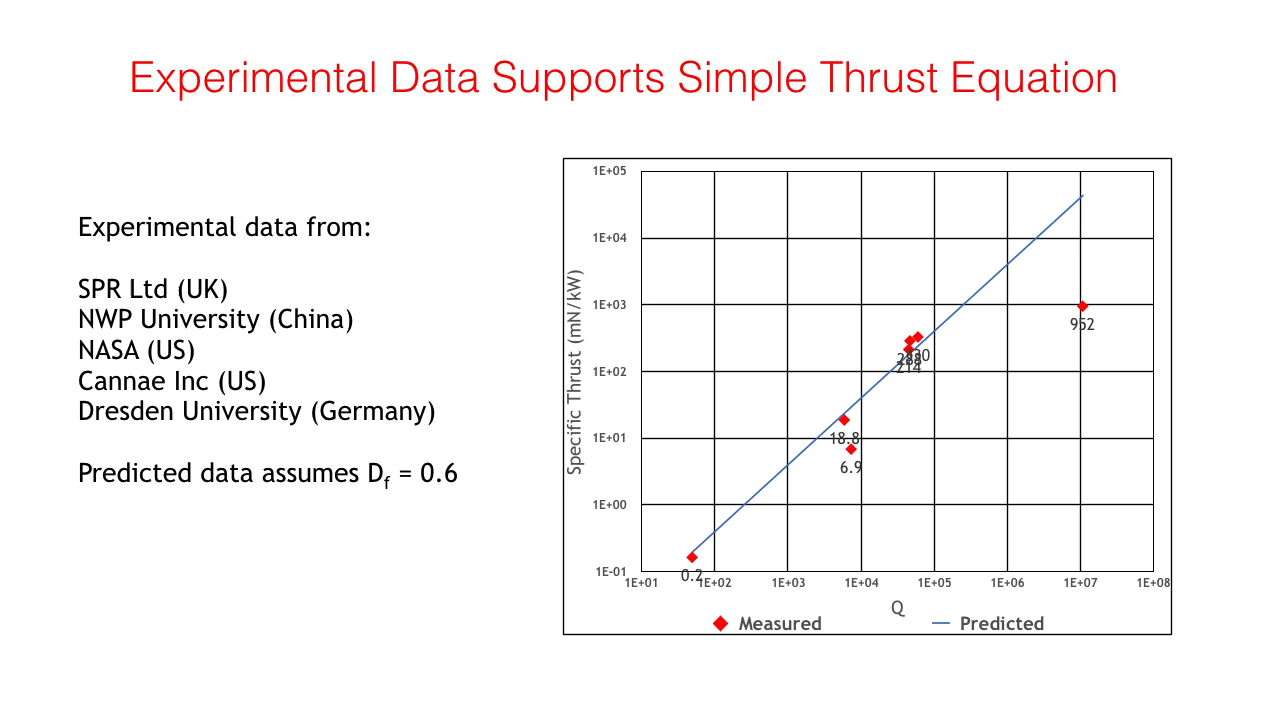 Experimental Data Supports Simple Thrust Equation
Experimental data from:
SPR Ltd (UK)
NWP University (China)
NASA (US)
Cannae Inc (US)
Dresden University (Germany)
Predicted data assumes Df = 0.6
1E+05
1E+04
1E+03
1E+02
1E+01
1E+00
1E-01
Specific Thrust (mN/kW)
952
214
18.8
6.9
0.2
1E+01
1E+02
1E+03
1E+04
1E+05
1E+06
1E+07
1E+08
Q
Measured
Predicted